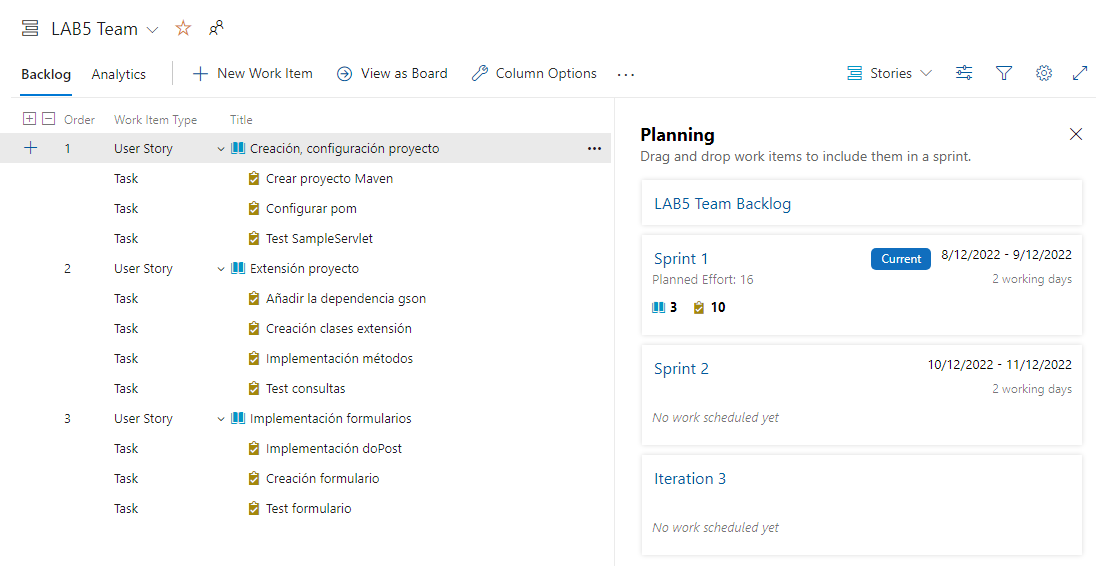 LAB5 Team
Backlog Analytics New Work Item View as Board Column Options ... Stories
Order Work Item Type Title
1 User Story Creación, configuración proyecto ...
Task Crear proyecto Maven
Task Configurar pom
Task Test SampleServlet
2 User Story Extensión proyecto
Task Añadir la dependencia gson
Task Creación clases extensión
Task Implementación métodos
Task Test consultas
3 User Story Implementación formularios
Task Implementación doPost
Task Creación formulario
Task Test formulario
Planning
Drag and drop work items to include them in a sprint.
LAB5 Team Backlog
Sprint 1 Current 8/12/2022 - 9/12/2022
Planned Effort: 16 2 working days
3 10
Sprint 2 10/12/2022 - 11/12/2022
2 working days
No work scheduled yet
Iteration 3
No work scheduled yet